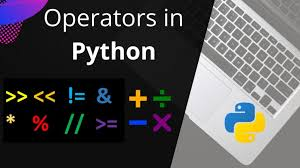 Operators in
Python
>> << != & + ÷
* % // >= − ×